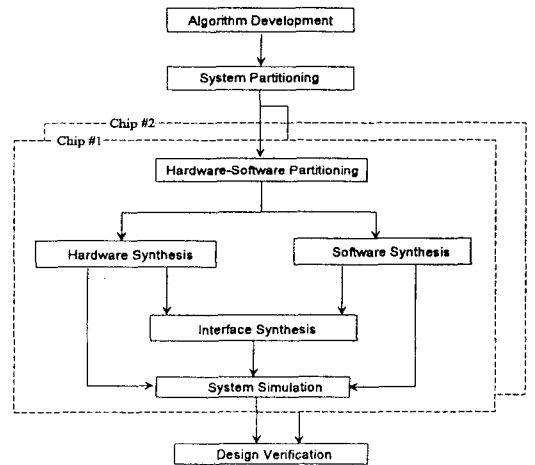 Algorithm Development
System Partitioning
Chip #2
Chip #1
Hardware-Software Partitioning
Hardware Synthesis
Software Synthesis
Interface Synthesis
System Simulation
Design Verification